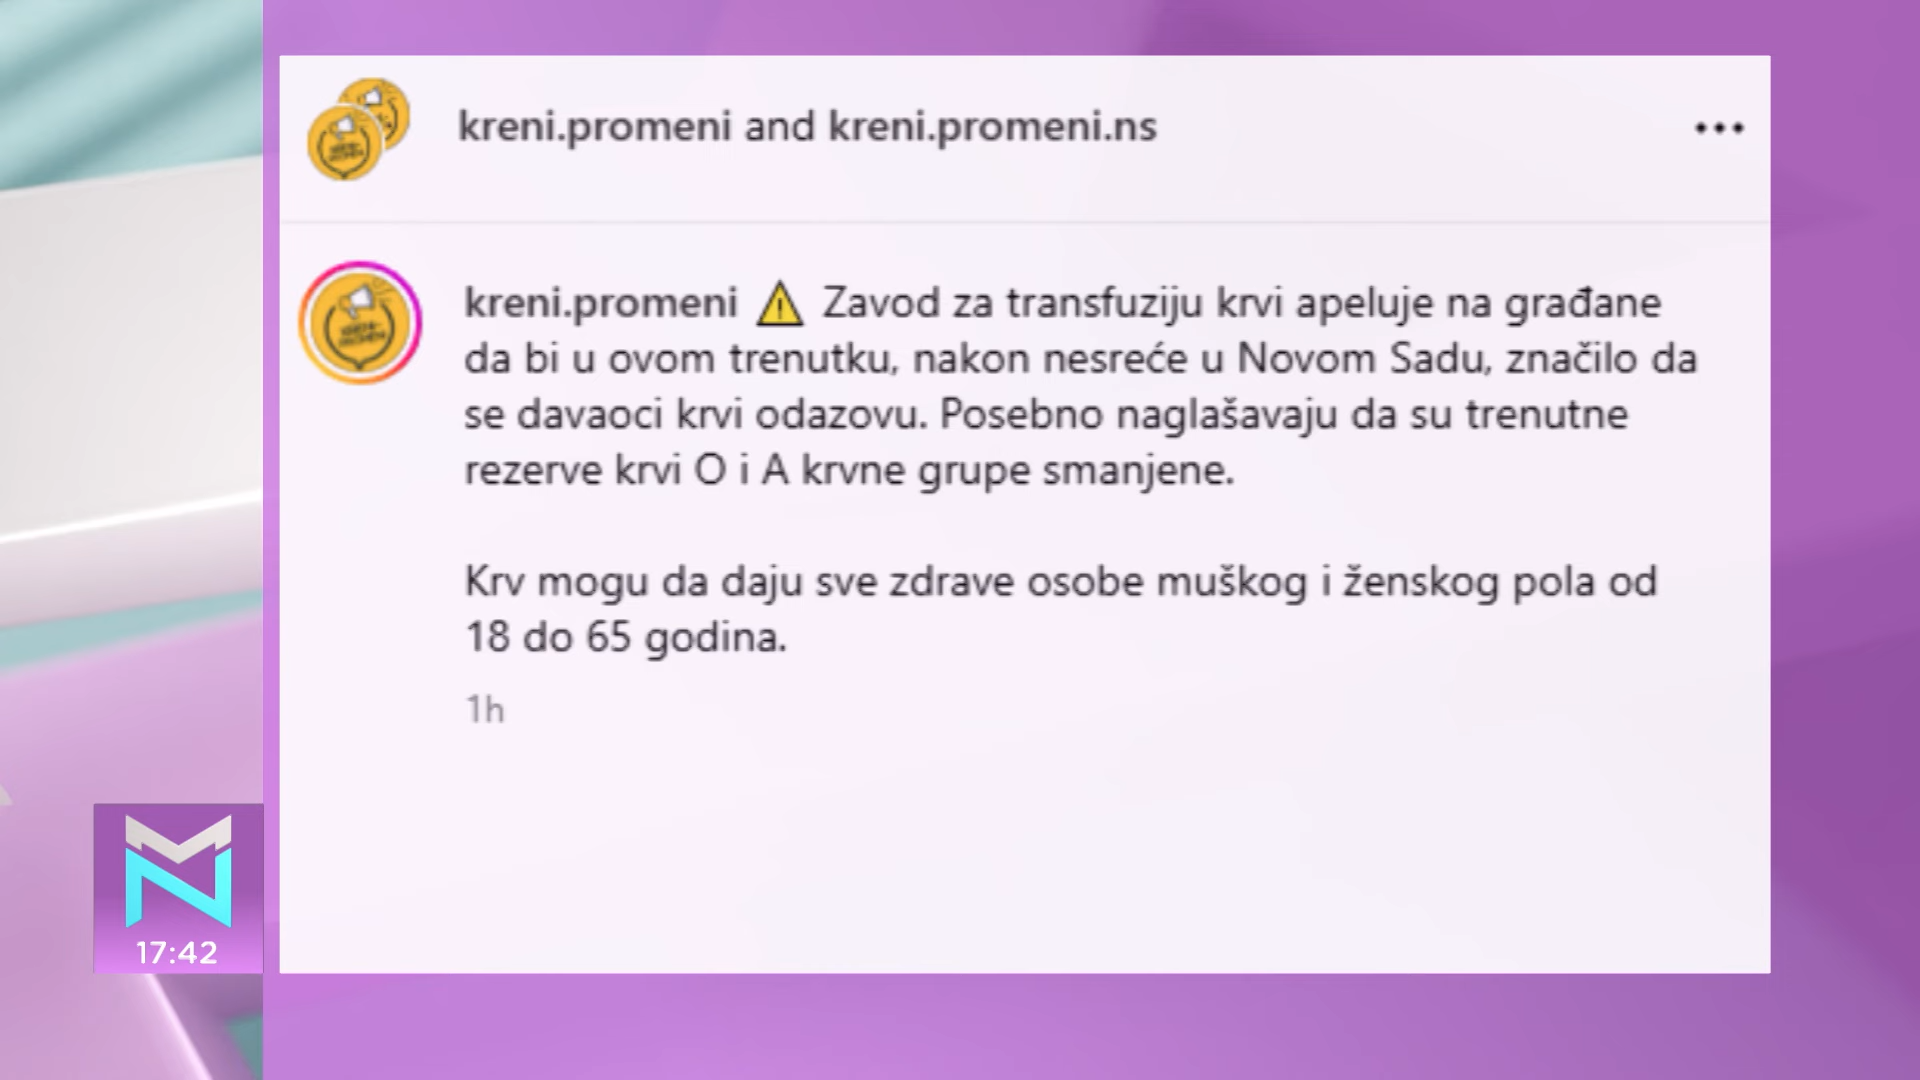 kreni.promeni and kreni.promeni.ns
kreni.promeni ⚠ Zavod za transfuziju krvi apeluje na građane
da bi u ovom trenutku, nakon nesreće u Novom Sadu, značilo da
se davaoci krvi odazovu. Posebno naglašavaju da su trenutne
rezerve krvi O i A krvne grupe smanjene.
Krv mogu da daju sve zdrave osobe muškog i ženskog pola od
18 do 65 godina.
1h
17:42